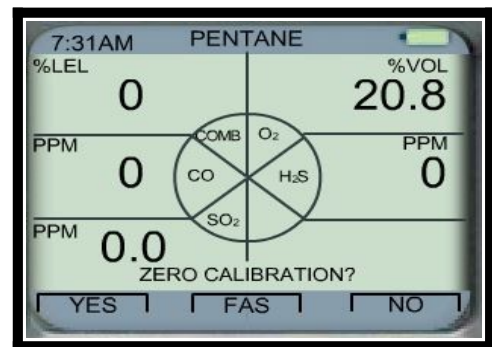 7:31AM PENTANE
%LEL %VOL
0 20.8
COMB O₂
PPM PPM
0 CO H₂S 0
SO₂
PPM
0.0
ZERO CALIBRATION?
YES FAS NO